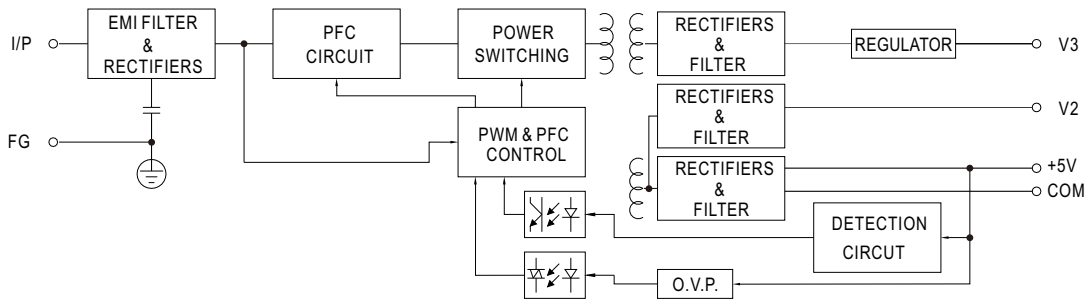 I/P
EMI FILTER
&
RECTIFIERS
PFC
CIRCUIT
POWER
SWITCHING
RECTIFIERS
&
FILTER
REGULATOR
V3
RECTIFIERS
&
FILTER
V2
FG
PWM & PFC
CONTROL
RECTIFIERS
&
FILTER
+5V
COM
DETECTION
CIRCUT
O.V.P.